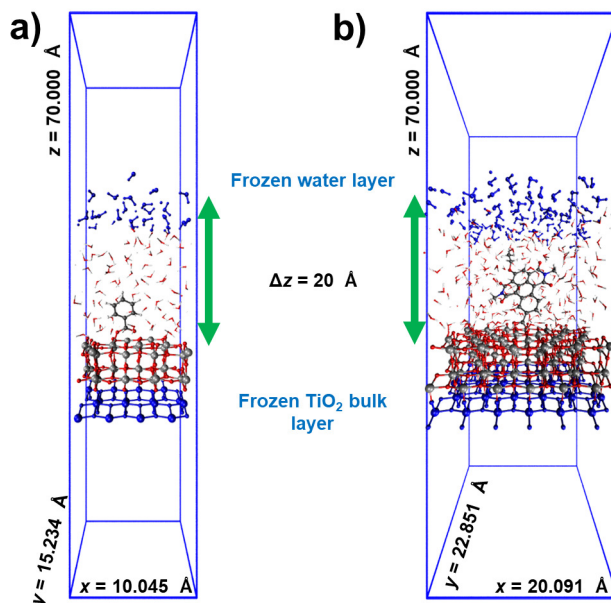 a)
z = 70.000 Å
y = 15.234 Å
x = 10.045 Å
Frozen water layer
Δz = 20 Å
Frozen TiO₂ bulk
layer
b)
z = 70.000 Å
y = 22.851 Å
x = 20.091 Å